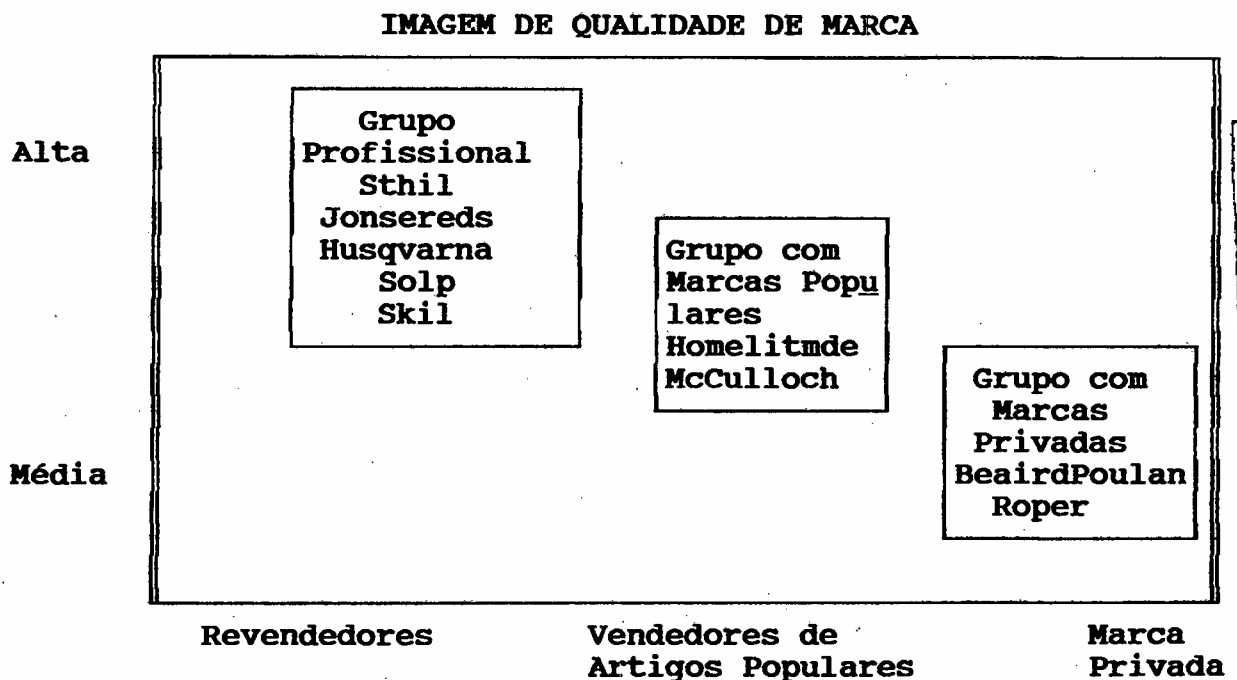 IMAGEM DE QUALIDADE DE MARCA
Alta
Grupo
Profissional
Sthil
Jonsereds
Husqvarna
Solp
Skil
Grupo com
Marcas Popu
lares
Homelitmde
McCulloch
Grupo com
Marcas
Privadas
BeairdPoulan
Roper
Média
Revendedores
Vendedores de
Artigos Populares
Marca
Privada